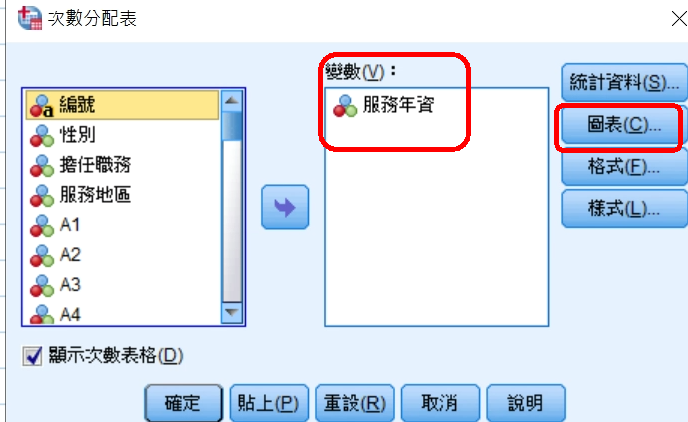 次數分配表
變數(V)：
編號
性別
擔任職務
服務地區
A1
A2
A3
A4
服務年資
統計資料(S)...
圖表(C)...
格式(F)...
樣式(L)...
顯示次數表格(D)
確定
貼上(P)
重設(R)
取消
說明